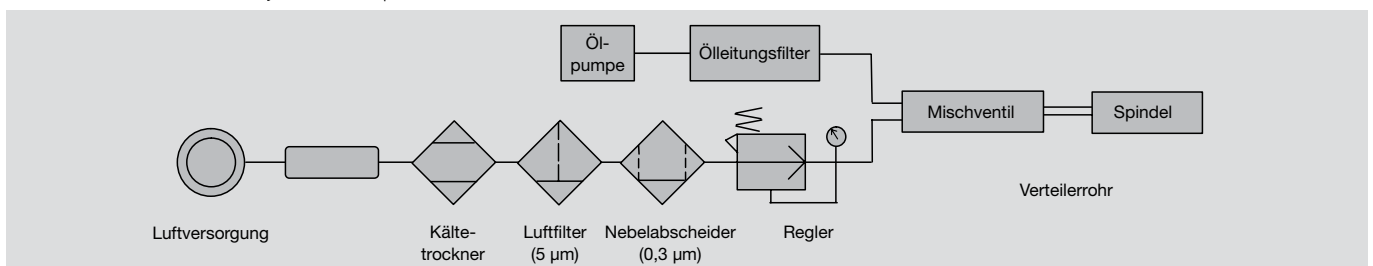 Öl-
pumpe
Ölleitungsfilter
Mischventil
Spindel
Verteilerrohr
Luftversorgung
Kälte-
trockner
Luftfilter
(5 μm)
Nebelabscheider
(0,3 μm)
Regler